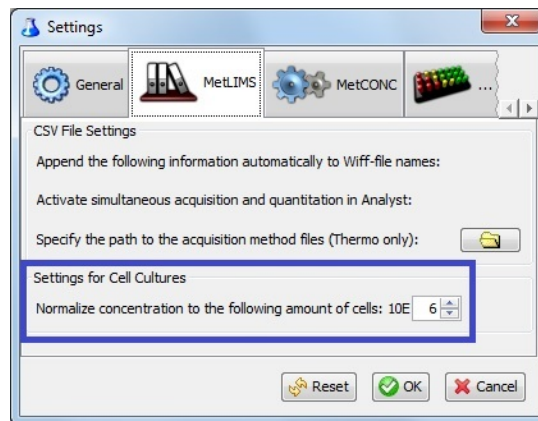 Settings
General
MetLIMS
MetCONC
...
CSV File Settings
Append the following information automatically to Wiff-file names:
Activate simultaneous acquisition and quantitation in Analyst:
Specify the path to the acquisition method files (Thermo only):
Settings for Cell Cultures
Normalize concentration to the following amount of cells: 10E 6
Reset
OK
Cancel